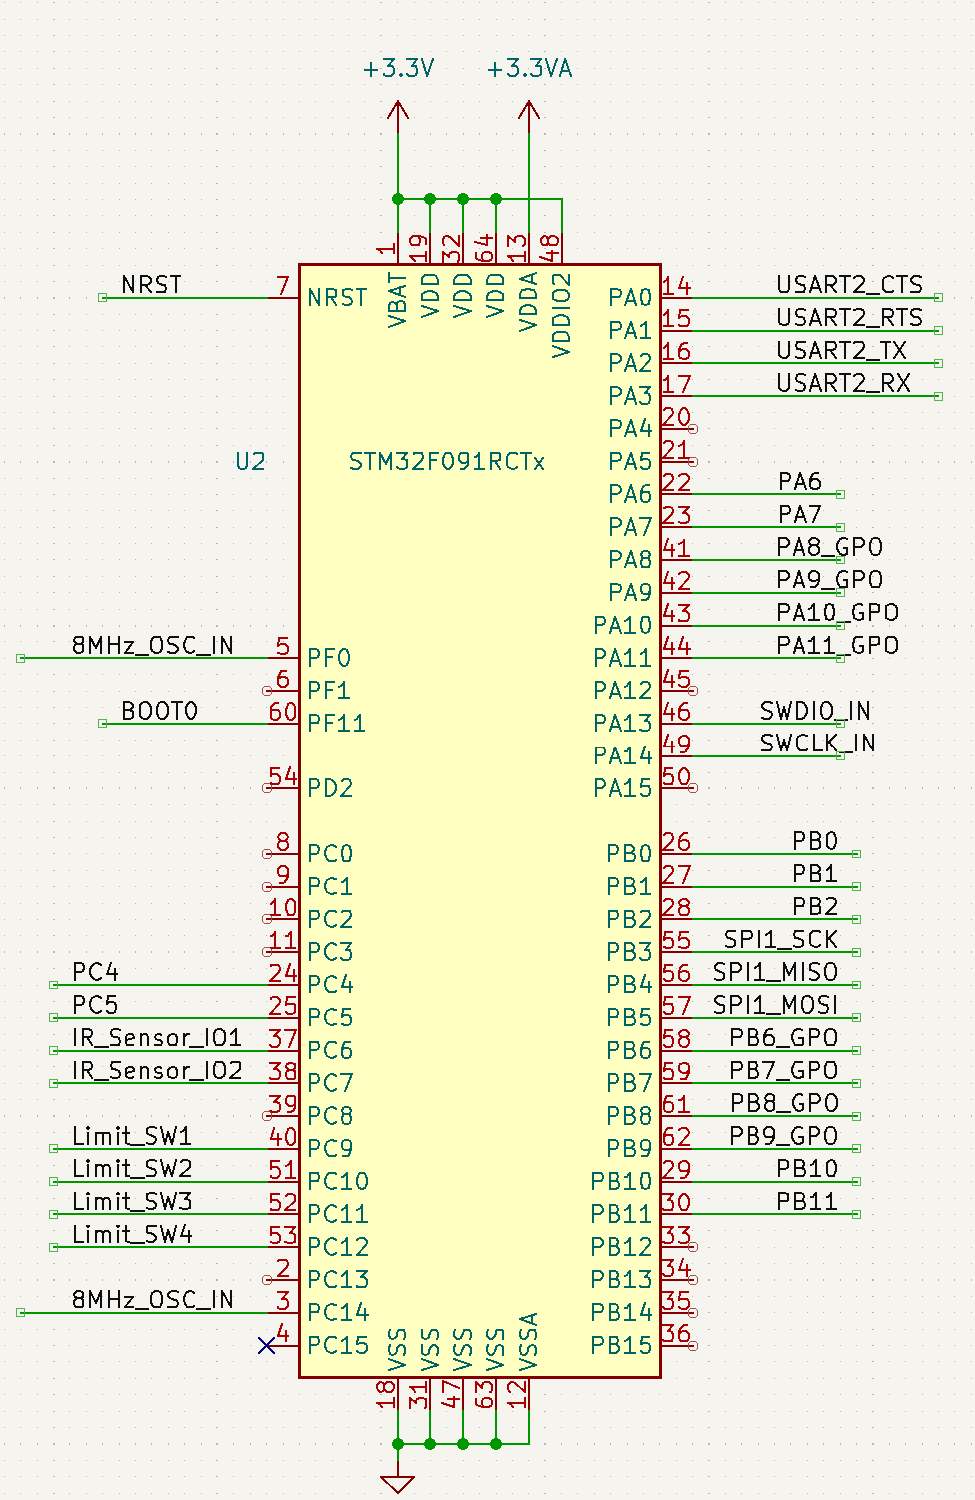 +3.3V +3.3VA
1 19 32 64 13 48
VBAT VDD VDD VDD VDDA VDDIO2
U2 STM32F091RCTx
NRST 7 NRST
8MHz_OSC_IN 5 PF0
6 PF1
BOOT0 60 PF11
54 PD2
8 PC0
9 PC1
10 PC2
11 PC3
PC4 24 PC4
PC5 25 PC5
IR_Sensor_IO1 37 PC6
IR_Sensor_IO2 38 PC7
39 PC8
Limit_SW1 40 PC9
Limit_SW2 51 PC10
Limit_SW3 52 PC11
Limit_SW4 53 PC12
2 PC13
8MHz_OSC_IN 3 PC14
4 PC15
PA0 14 USART2_CTS
PA1 15 USART2_RTS
PA2 16 USART2_TX
PA3 17 USART2_RX
PA4 20
PA5 21
PA6 22 PA6
PA7 23 PA7
PA8 41 PA8_GPO
PA9 42 PA9_GPO
PA10 43 PA10_GPO
PA11 44 PA11_GPO
PA12 45
PA13 46 SWDIO_IN
PA14 49 SWCLK_IN
PA15 50
PB0 26 PB0
PB1 27 PB1
PB2 28 PB2
PB3 55 SPI1_SCK
PB4 56 SPI1_MISO
PB5 57 SPI1_MOSI
PB6 58 PB6_GPO
PB7 59 PB7_GPO
PB8 61 PB8_GPO
PB9 62 PB9_GPO
PB10 29 PB10
PB11 30 PB11
PB12 33
PB13 34
PB14 35
PB15 36
VSS VSS VSS VSS VSSA
18 31 47 63 12